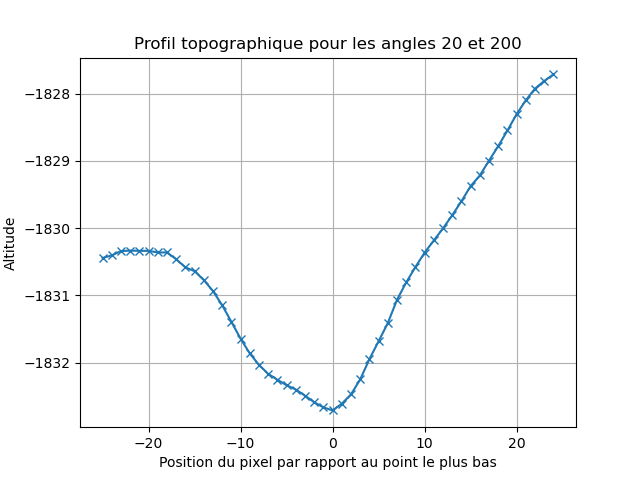 Profil topographique pour les angles 20 et 200
−1828
−1829
−1830
−1831
−1832
Altitude
−20 −10 0 10 20
Position du pixel par rapport au point le plus bas